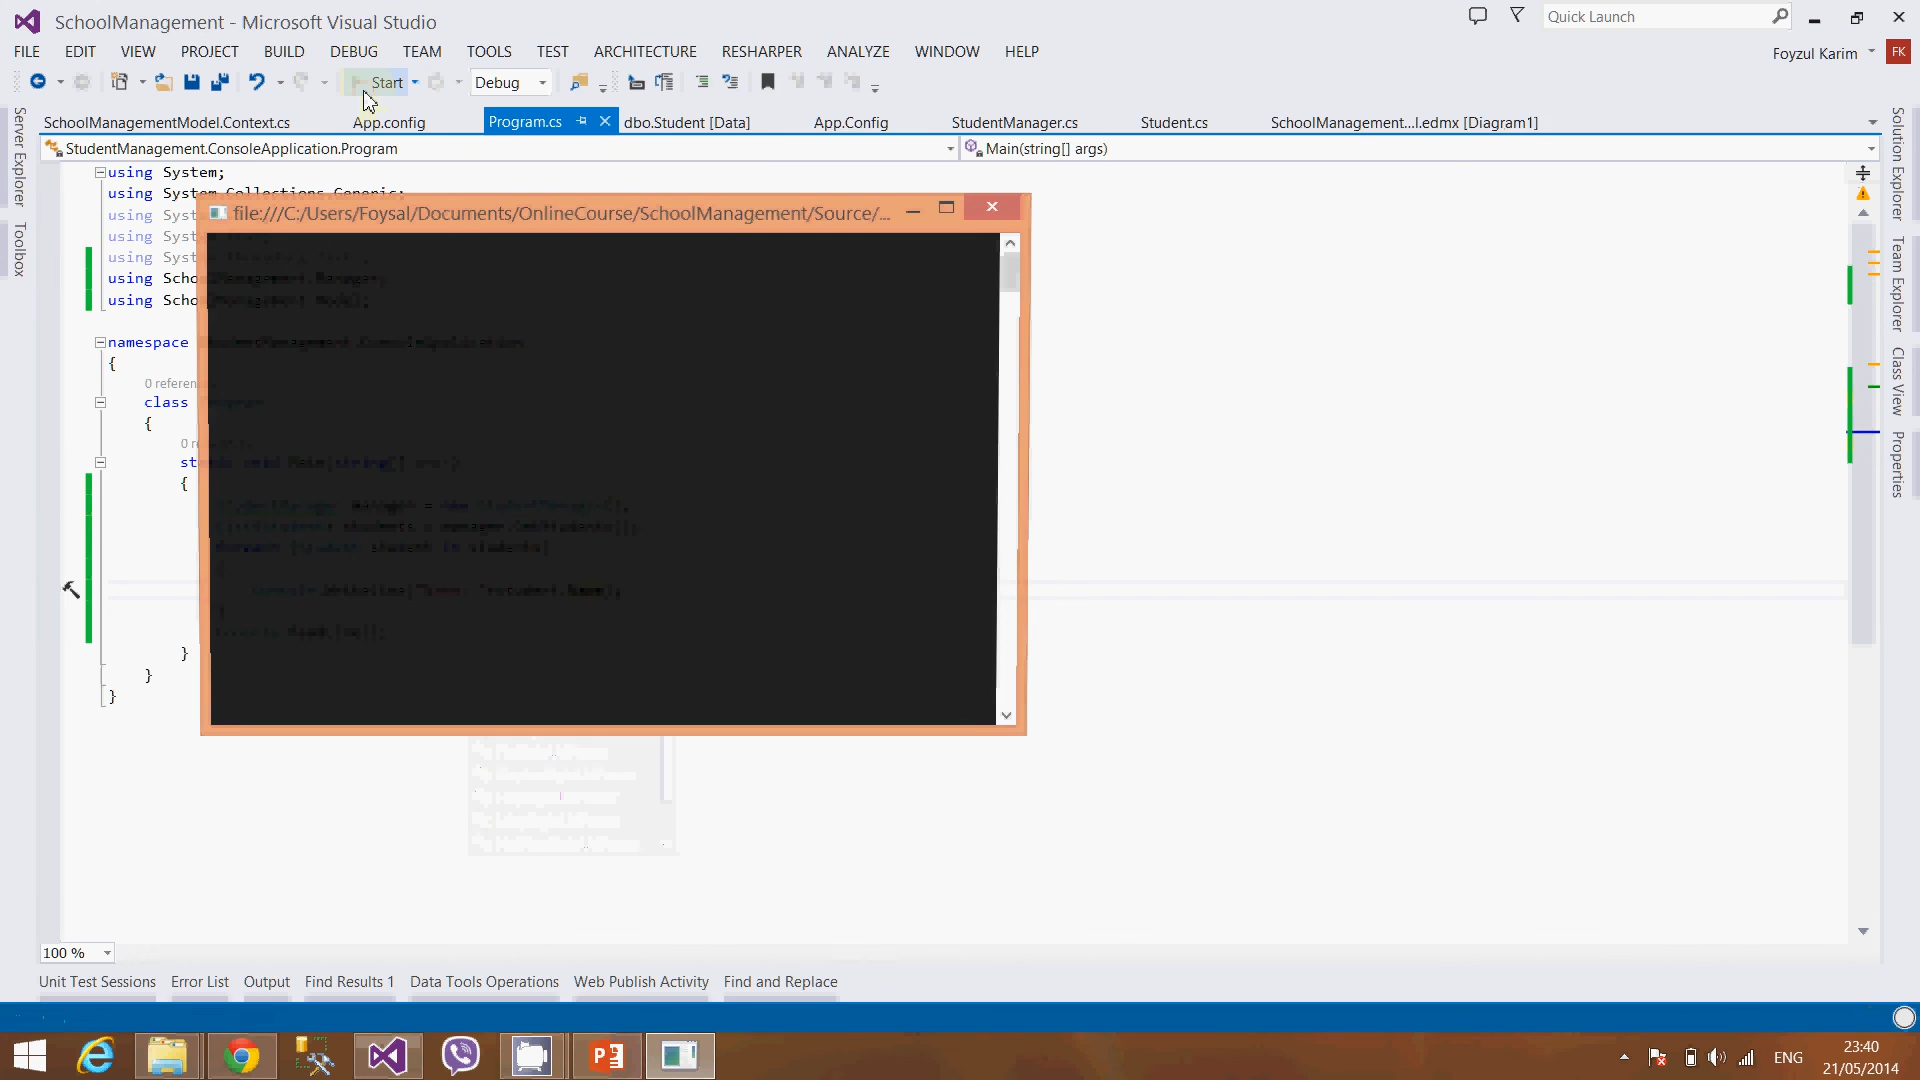 SchoolManagement - Microsoft Visual Studio
Quick Launch
FILE EDIT VIEW PROJECT BUILD DEBUG TEAM TOOLS TEST ARCHITECTURE RESHARPER ANALYZE WINDOW HELP
Foyzul Karim FK
Start Debug
SchoolManagementModel.Context.cs App.config Program.cs dbo.Student [Data] App.Config StudentManager.cs Student.cs SchoolManagement...l.edmx [Diagram1]
StudentManagement.ConsoleApplication.Program Main(string[] args)
Server Explorer
Toolbox
Solution Explorer
Team Explorer
Class View
Properties
using System;
using System.Collections.Generic;
using Syst
using Syst
using Syst
using Scho
using Scho
namespace
{
0 referen
class
{
0 re
st
{
}
}
}
file:///C:/Users/Foysal/Documents/OnlineCourse/SchoolManagement/Source/...
100 %
Unit Test Sessions Error List Output Find Results 1 Data Tools Operations Web Publish Activity Find and Replace
ENG
23:40
21/05/2014